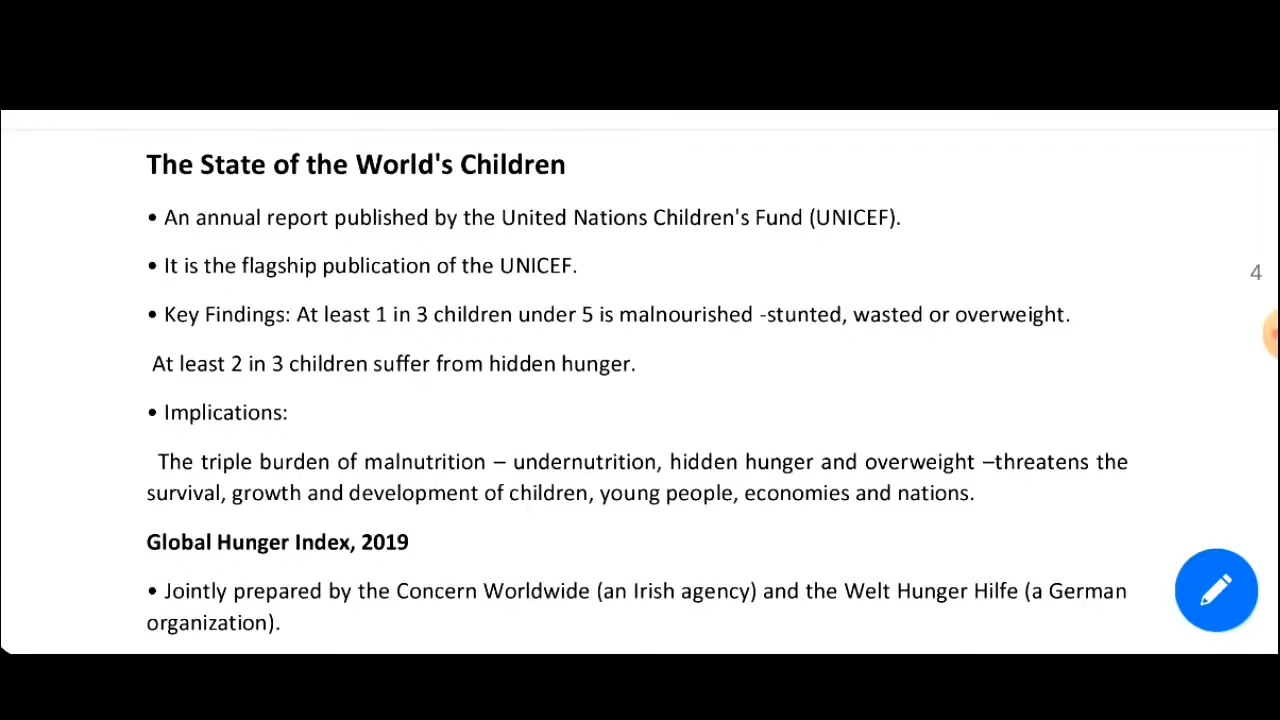 The State of the World's Children
• An annual report published by the United Nations Children's Fund (UNICEF).
• It is the flagship publication of the UNICEF.
4
• Key Findings: At least 1 in 3 children under 5 is malnourished -stunted, wasted or overweight.
At least 2 in 3 children suffer from hidden hunger.
• Implications:
The triple burden of malnutrition – undernutrition, hidden hunger and overweight –threatens the
survival, growth and development of children, young people, economies and nations.
Global Hunger Index, 2019
• Jointly prepared by the Concern Worldwide (an Irish agency) and the Welt Hunger Hilfe (a German
organization).